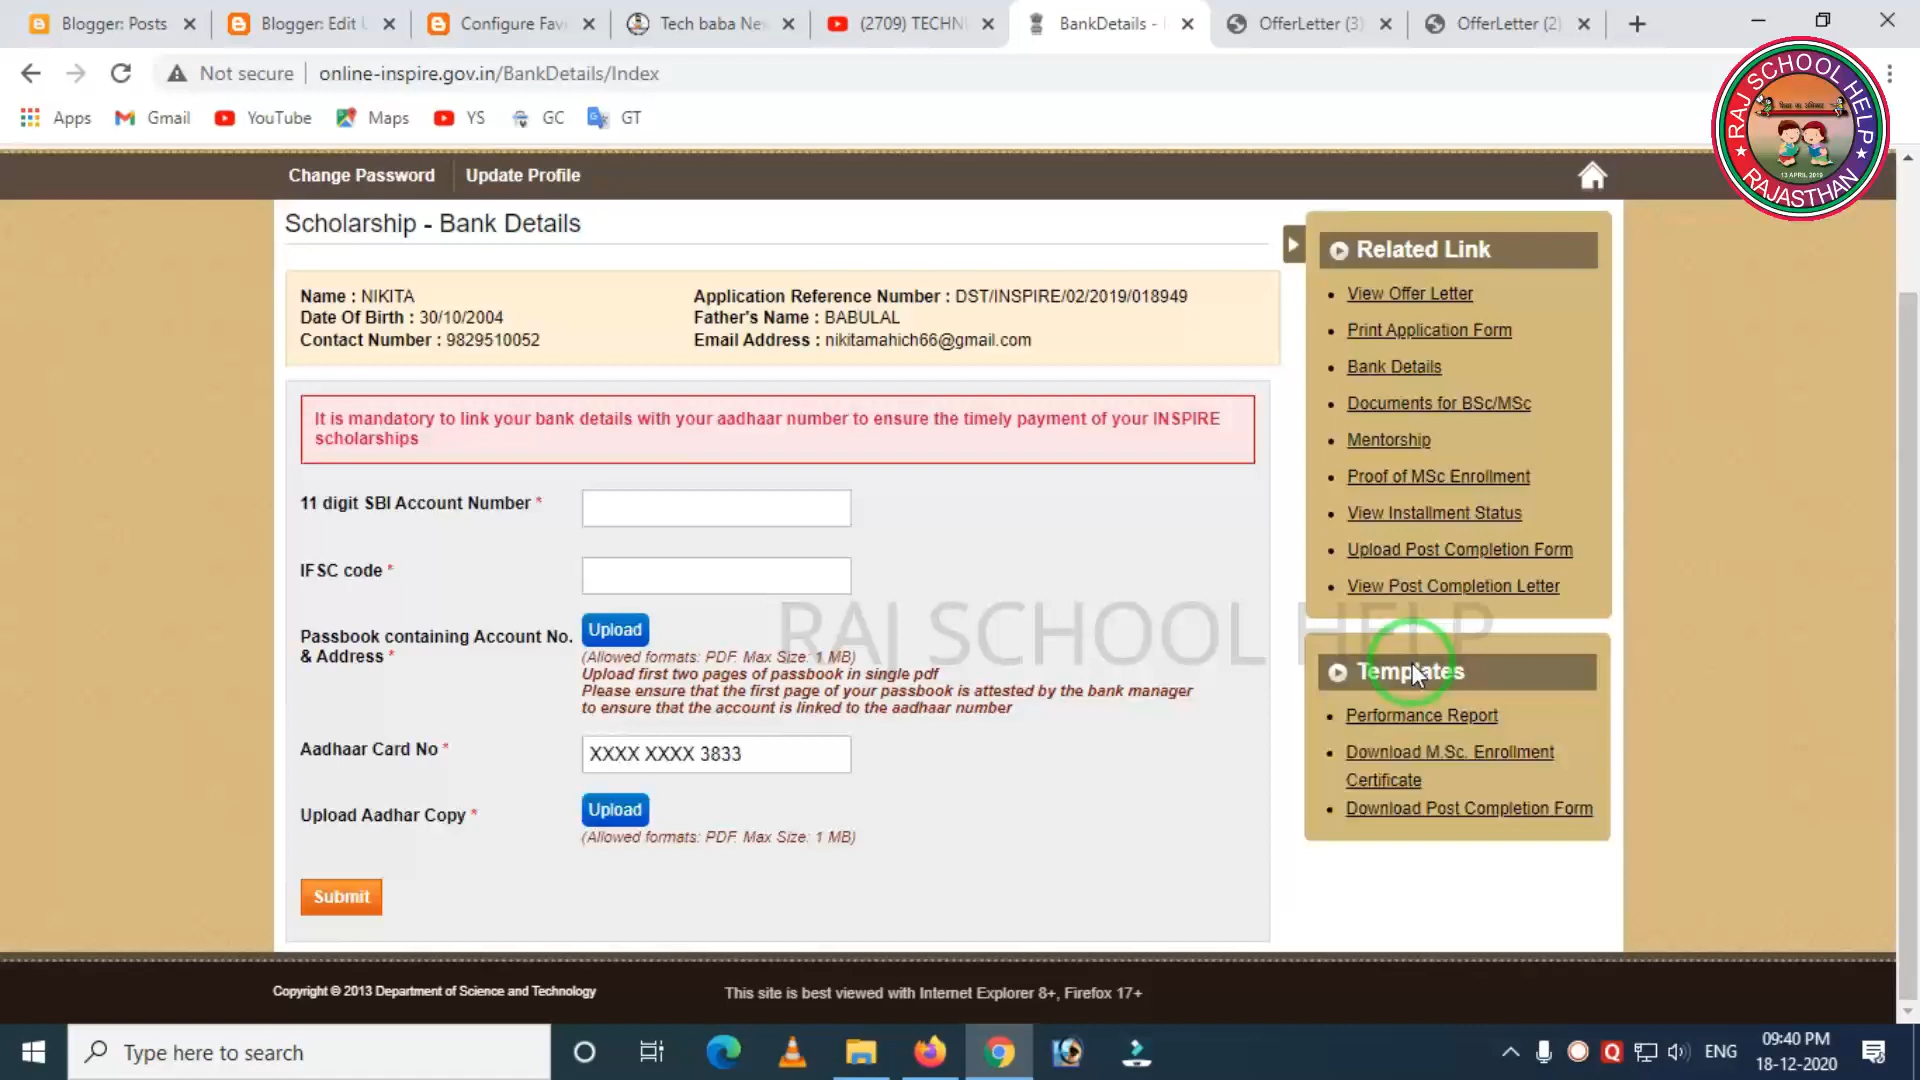 Blogger: Posts
Blogger: Edit
Configure Fav
Tech baba Ne
(2709) TECHN
BankDetails -
OfferLetter (3)
OfferLetter (2)
Not secure
online-inspire.gov.in/BankDetails/Index
Apps
Gmail
YouTube
Maps
YS
GC
GT
RAJ SCHOOL HELP
13 APRIL 2019
RAJASTHAN
Change Password
Update Profile
Scholarship - Bank Details
Name : NIKITA
Application Reference Number : DST/INSPIRE/02/2019/018949
Date Of Birth : 30/10/2004
Father's Name : BABULAL
Contact Number : 9829510052
Email Address : nikitamahich66@gmail.com
It is mandatory to link your bank details with your aadhaar number to ensure the timely payment of your INSPIRE
scholarships
11 digit SBI Account Number *
IFSC code *
Passbook containing Account No.
& Address *
Upload
(Allowed formats: PDF. Max Size: 1 MB)
Upload first two pages of passbook in single pdf
Please ensure that the first page of your passbook is attested by the bank manager
to ensure that the account is linked to the aadhaar number
Aadhaar Card No *
XXXX XXXX 3833
Upload Aadhar Copy *
Upload
(Allowed formats: PDF. Max Size: 1 MB)
Submit
RAJ SCHOOL HELP
Related Link
View Offer Letter
Print Application Form
Bank Details
Documents for BSc/MSc
Mentorship
Proof of MSc Enrollment
View Installment Status
Upload Post Completion Form
View Post Completion Letter
Templates
Performance Report
Download M.Sc. Enrollment
Certificate
Download Post Completion Form
Copyright © 2013 Department of Science and Technology
This site is best viewed with Internet Explorer 8+, Firefox 17+
Type here to search
ENG
09:40 PM
18-12-2020